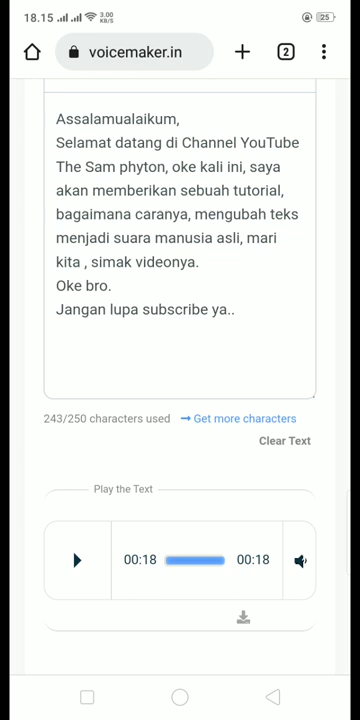 18.15 3.00 KB/S 25
voicemaker.in 2
Assalamualaikum,
Selamat datang di Channel YouTube
The Sam phyton, oke kali ini, saya
akan memberikan sebuah tutorial,
bagaimana caranya, mengubah teks
menjadi suara manusia asli, mari
kita , simak videonya.
Oke bro.
Jangan lupa subscribe ya..
243/250 characters used → Get more characters
Clear Text
Play the Text
00:18 00:18